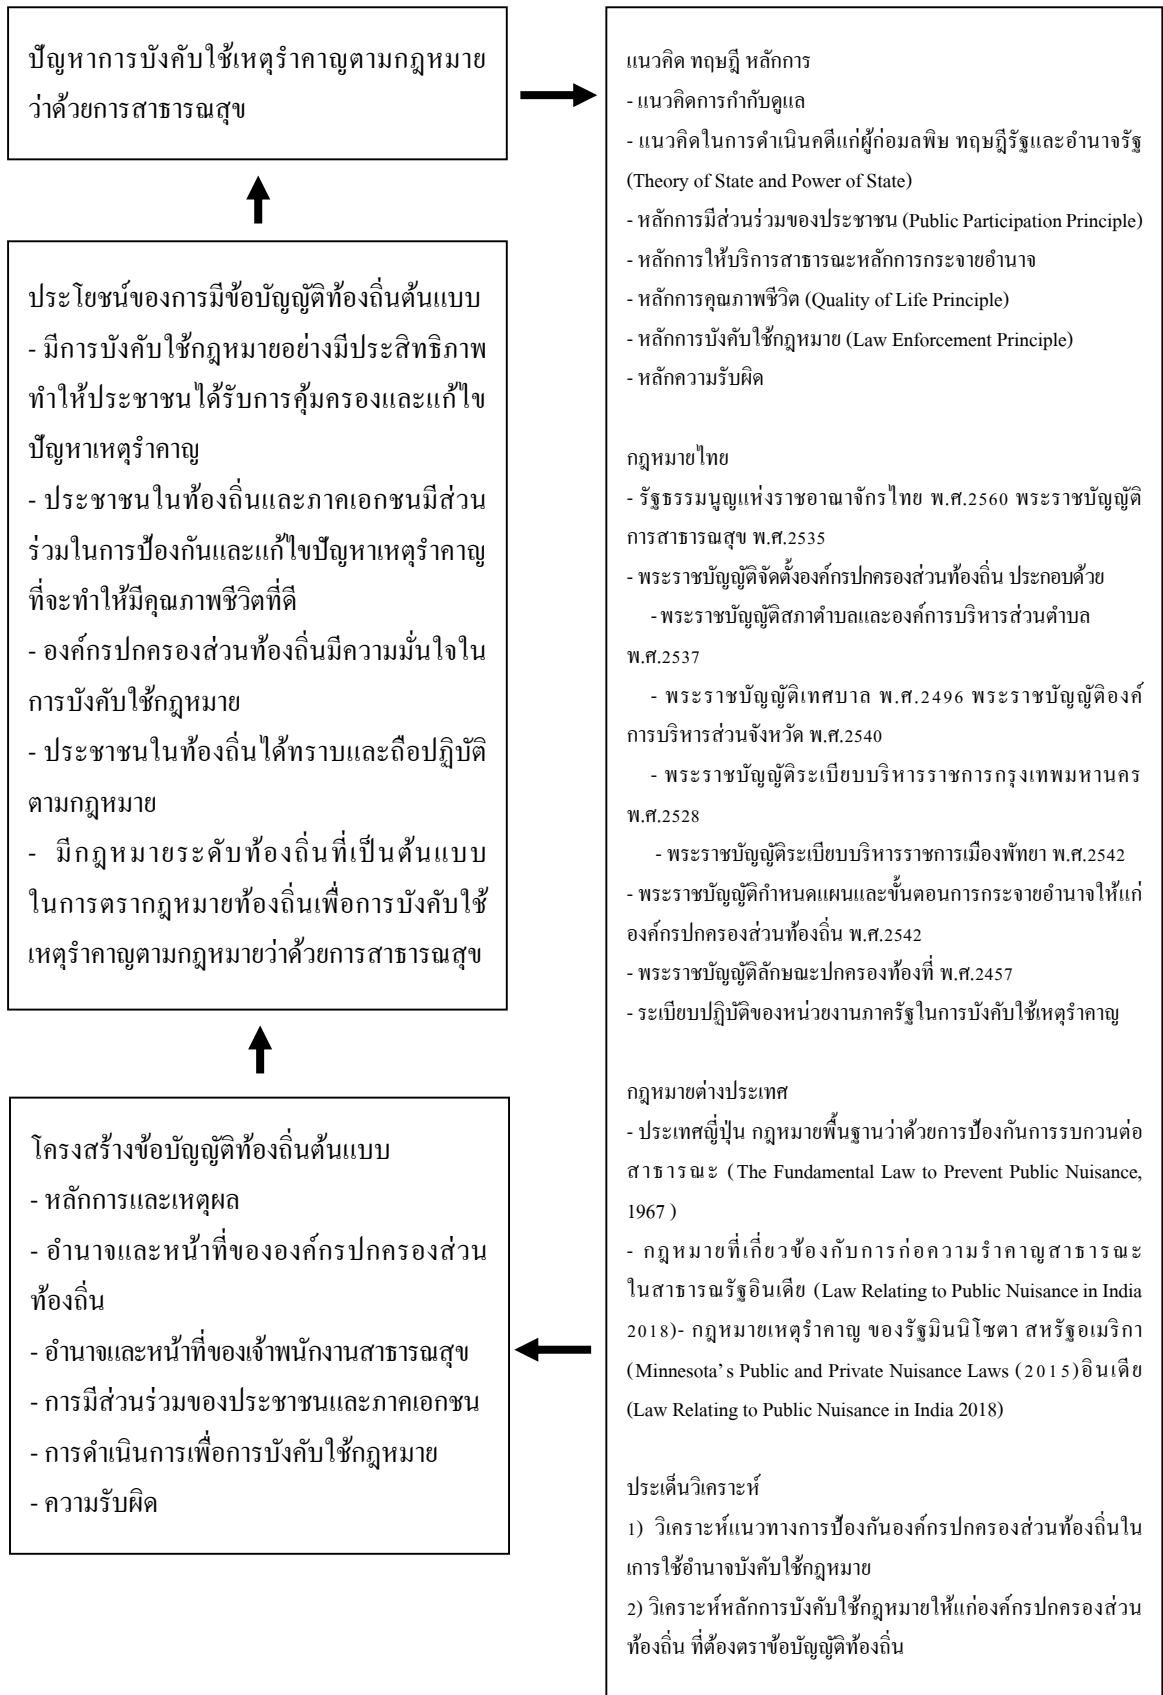 ปัญหาการบังคับใช้เหตุรำคาญตามกฎหมาย
ว่าด้วยการสาธารณสุข
ประโยชน์ของการมีข้อบัญญัติท้องถิ่นต้นแบบ
- มีการบังคับใช้กฎหมายอย่างมีประสิทธิภาพ
ทำให้ประชาชนได้รับการคุ้มครองและแก้ไข
ปัญหาเหตุรำคาญ
- ประชาชนในท้องถิ่นและภาคเอกชนมีส่วน
ร่วมในการป้องกันและแก้ไขปัญหาเหตุรำคาญ
ที่จะทำให้มีคุณภาพชีวิตที่ดี
- องค์กรปกครองส่วนท้องถิ่นมีความมั่นใจใน
การบังคับใช้กฎหมาย
- ประชาชนในท้องถิ่นได้ทราบและถือปฏิบัติ
ตามกฎหมาย
- มีกฎหมายระดับท้องถิ่นที่เป็นต้นแบบ
ในการตรากฎหมายท้องถิ่นเพื่อการบังคับใช้
เหตุรำคาญตามกฎหมายว่าด้วยการสาธารณสุข
โครงสร้างข้อบัญญัติท้องถิ่นต้นแบบ
- หลักการและเหตุผล
- อำนาจและหน้าที่ขององค์กรปกครองส่วน
ท้องถิ่น
- อำนาจและหน้าที่ของเจ้าพนักงานสาธารณสุข
- การมีส่วนร่วมของประชาชนและภาคเอกชน
- การดำเนินการเพื่อการบังคับใช้กฎหมาย
- ความรับผิด
แนวคิด ทฤษฎี หลักการ
- แนวคิดการกำกับดูแล
- แนวคิดในการดำเนินคดีแก่ผู้ก่อมลพิษ ทฤษฎีรัฐและอำนาจรัฐ
(Theory of State and Power of State)
- หลักการมีส่วนร่วมของประชาชน (Public Participation Principle)
- หลักการให้บริการสาธารณะหลักการกระจายอำนาจ
- หลักการคุณภาพชีวิต (Quality of Life Principle)
- หลักการบังคับใช้กฎหมาย (Law Enforcement Principle)
- หลักความรับผิด
กฎหมายไทย
- รัฐธรรมนูญแห่งราชอาณาจักรไทย พ.ศ.2560 พระราชบัญญัติ
การสาธารณสุข พ.ศ.2535
- พระราชบัญญัติจัดตั้งองค์กรปกครองส่วนท้องถิ่น ประกอบด้วย
- พระราชบัญญัติสภาตำบลและองค์การบริหารส่วนตำบล
พ.ศ.2537
- พระราชบัญญัติเทศบาล พ.ศ.2496 พระราชบัญญัติองค์
การบริหารส่วนจังหวัด พ.ศ.2540
- พระราชบัญญัติระเบียบบริหารราชการกรุงเทพมหานคร
พ.ศ.2528
- พระราชบัญญัติระเบียบบริหารราชการเมืองพัทยา พ.ศ.2542
- พระราชบัญญัติกำหนดแผนและขั้นตอนการกระจายอำนาจให้แก่
องค์กรปกครองส่วนท้องถิ่น พ.ศ.2542
- พระราชบัญญัติลักษณะปกครองท้องที่ พ.ศ.2457
- ระเบียบปฏิบัติของหน่วยงานภาครัฐในการบังคับใช้เหตุรำคาญ
กฎหมายต่างประเทศ
- ประเทศญี่ปุ่น กฎหมายพื้นฐานว่าด้วยการป้องกันการรบกวนต่อ
สาธารณะ (The Fundamental Law to Prevent Public Nuisance,
1967 )
- กฎหมายที่เกี่ยวข้องกับการก่อความรำคาญสาธารณะ
ในสาธารณรัฐอินเดีย (Law Relating to Public Nuisance in India
2018)- กฎหมายเหตุรำคาญ ของรัฐมินนิโซตา สหรัฐอเมริกา
(Minnesota's Public and Private Nuisance Laws (2015)อินเดีย
(Law Relating to Public Nuisance in India 2018)
ประเด็นวิเคราะห์
1) วิเคราะห์แนวทางการป้องกันองค์กรปกครองส่วนท้องถิ่นใน
เการใช้อำนาจบังคับใช้กฎหมาย
2) วิเคราะห์หลักการบังคับใช้กฎหมายให้แก่องค์กรปกครองส่วน
ท้องถิ่น ที่ต้องตราข้อบัญญัติท้องถิ่น